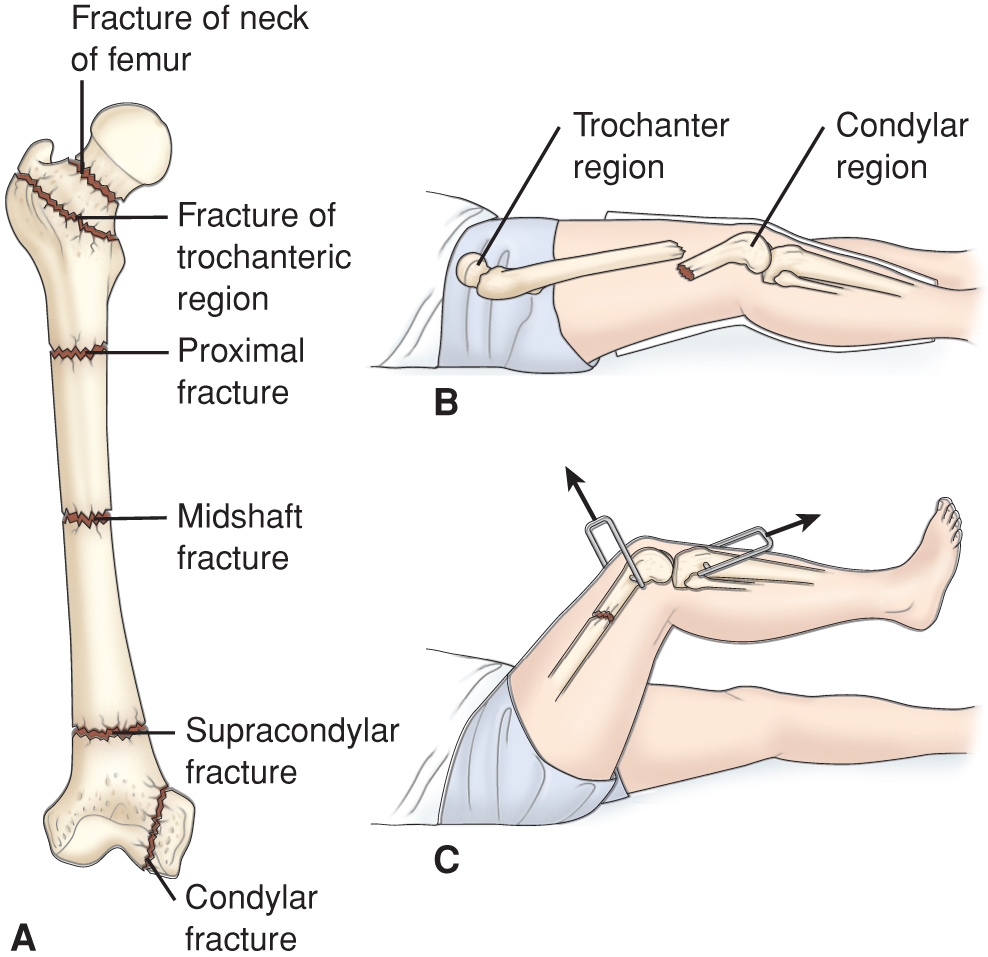 Fracture of neck
of femur
Fracture of
trochanteric
region
Proximal
fracture
Midshaft
fracture
Supracondylar
fracture
Condylar
fracture
A
Trochanter
region
Condylar
region
B
C